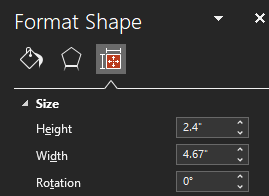 Format Shape
Size
Height 2.4"
Width 4.67"
Rotation 0°